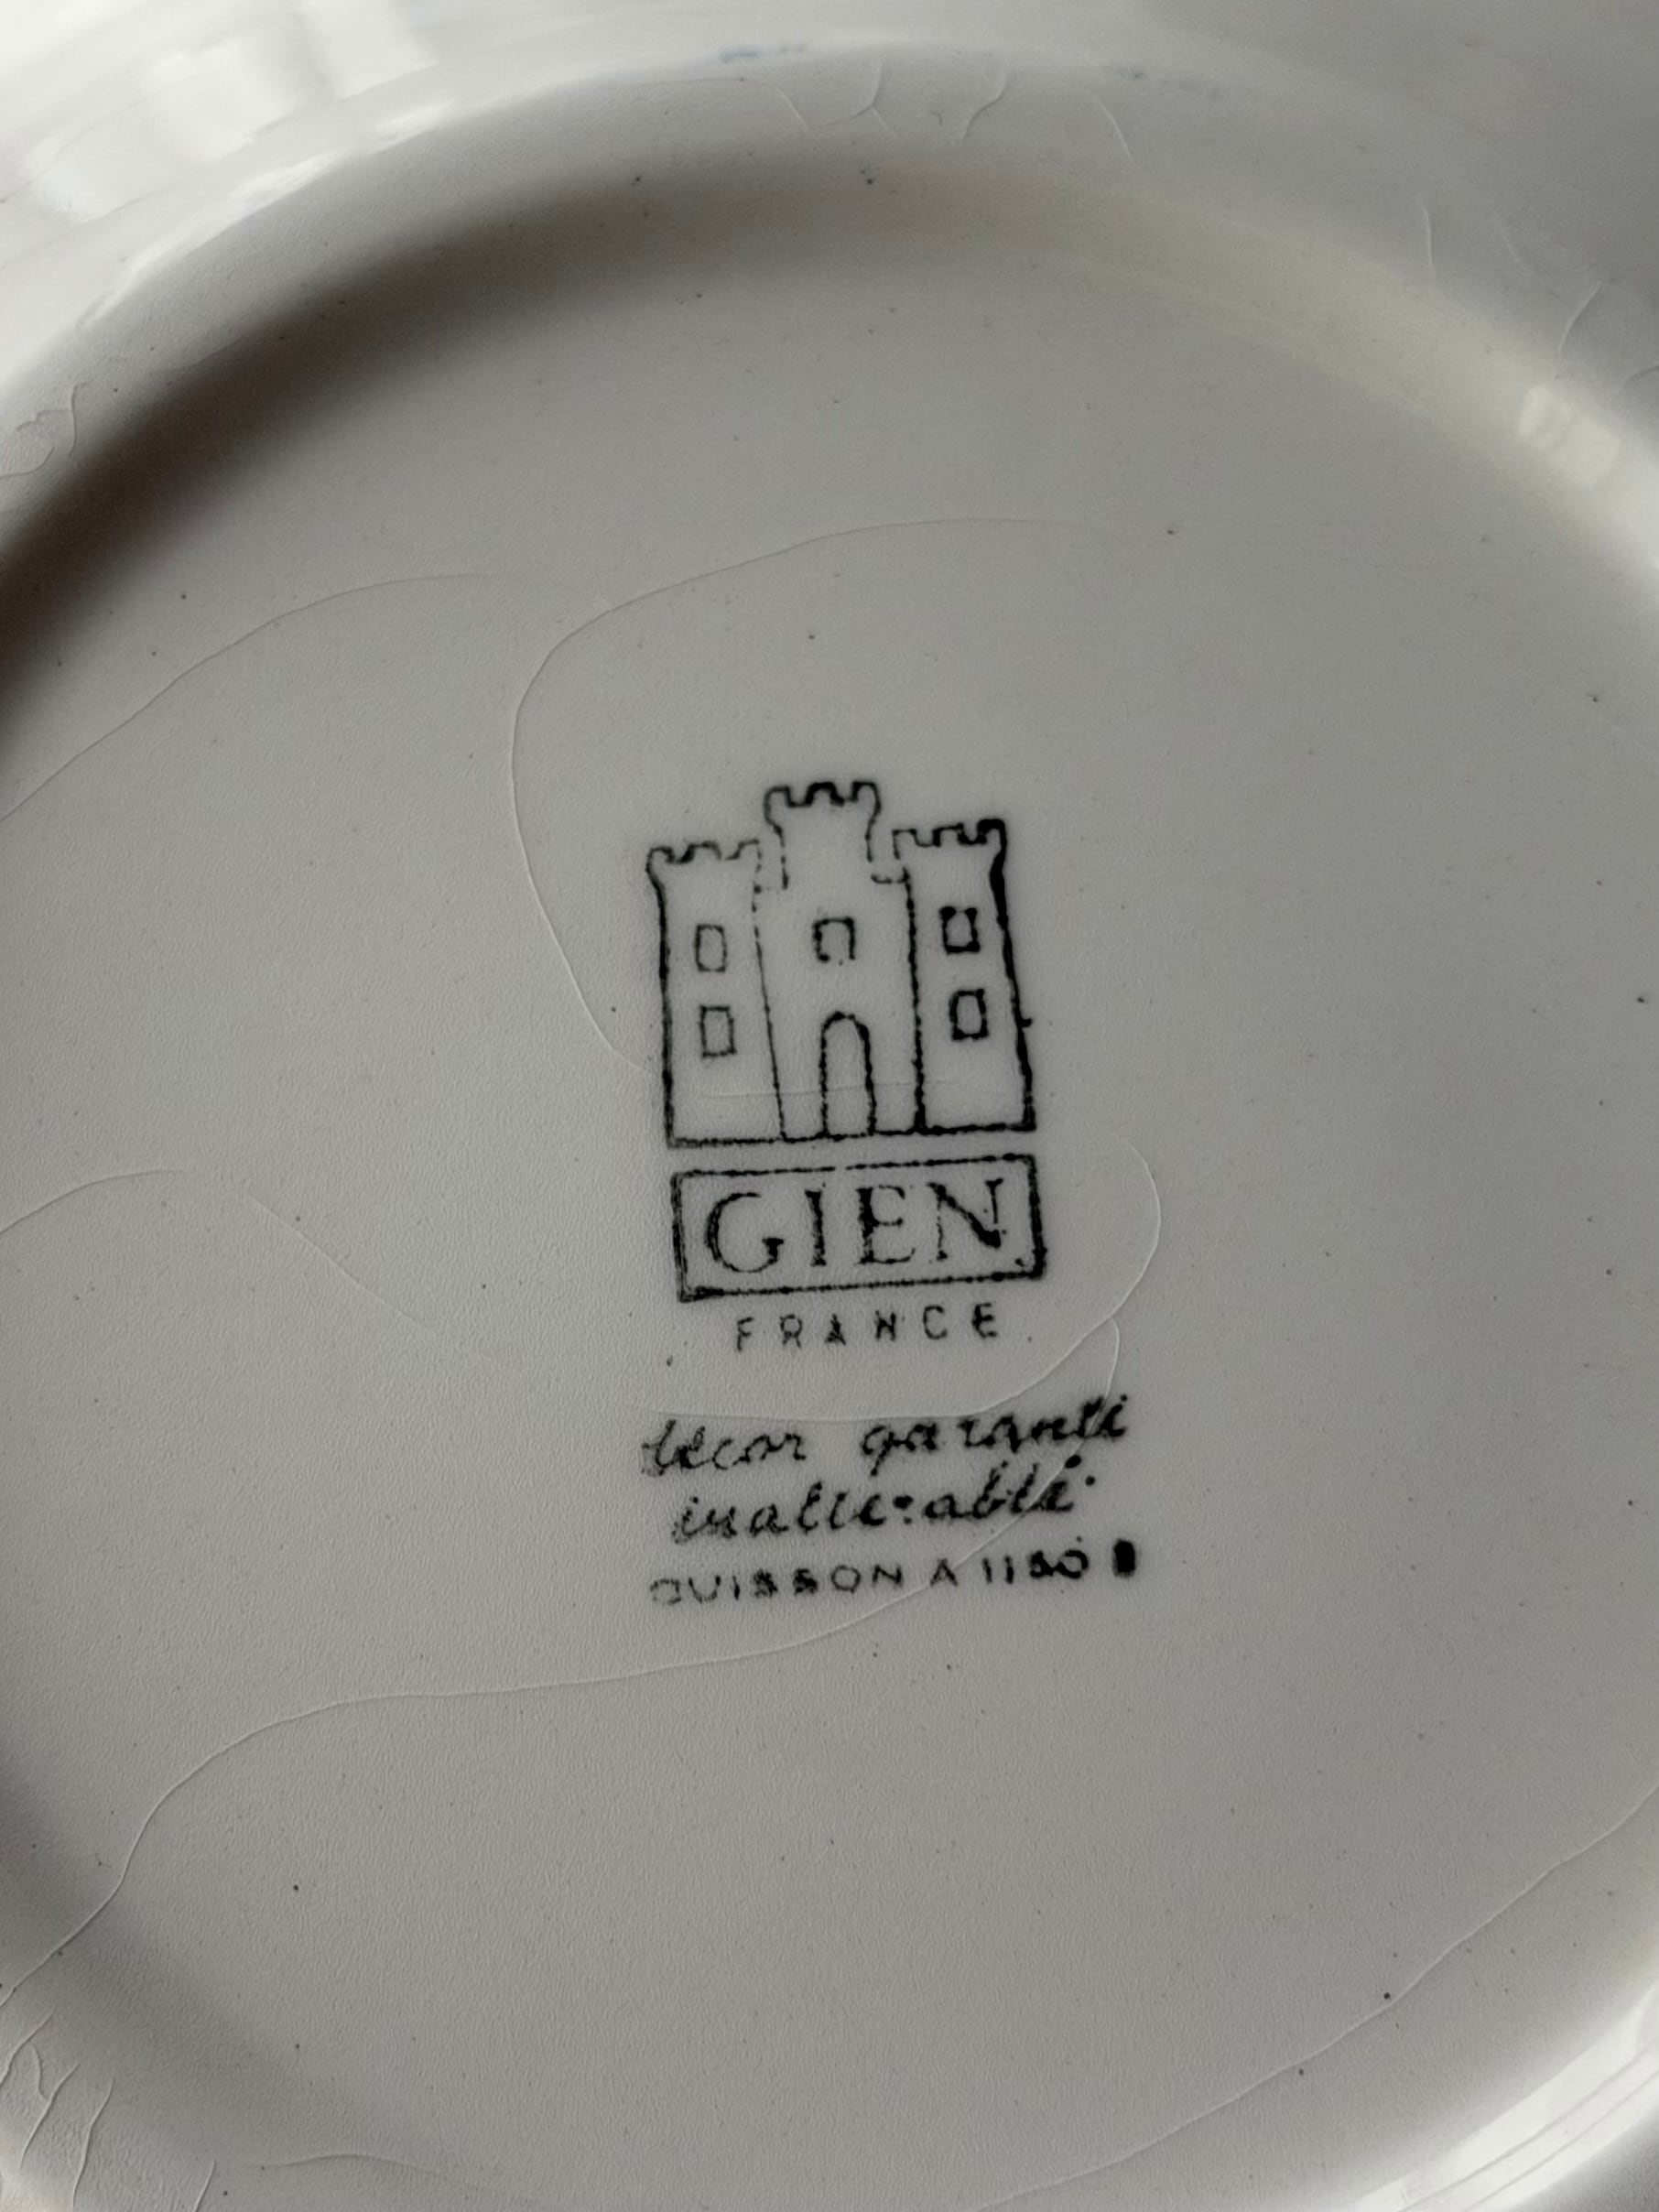 GIEN
FRANCE
décor garanti
inaltérable
CUISSON A 1150